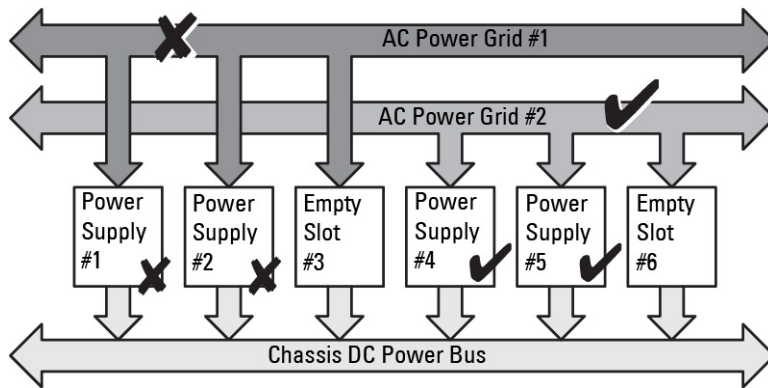 AC Power Grid #1
AC Power Grid #2
Power
Supply
#1
Power
Supply
#2
Empty
Slot
#3
Power
Supply
#4
Power
Supply
#5
Empty
Slot
#6
Chassis DC Power Bus